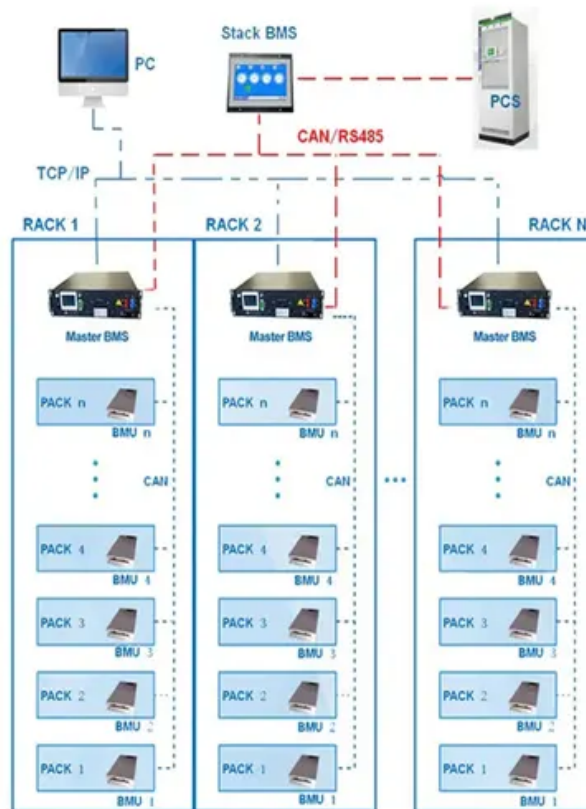 PC
Stack BMS
PCS
CAN/RS485
TCP/IP
RACK 1
RACK 2
RACK N
Master BMS
Master BMS
Master BMS
PACK n
BMU n
PACK n
BMU n
PACK n
BMU n
CAN
CAN
CAN
PACK 4
BMU 4
PACK 4
BMU 4
PACK 4
BMU 4
PACK 3
BMU 3
PACK 3
BMU 3
PACK 3
BMU 3
PACK 2
BMU 2
PACK 2
BMU 2
PACK 2
BMU 2
PACK 1
BMU 1
PACK 1
BMU 1
PACK 1
BMU 1